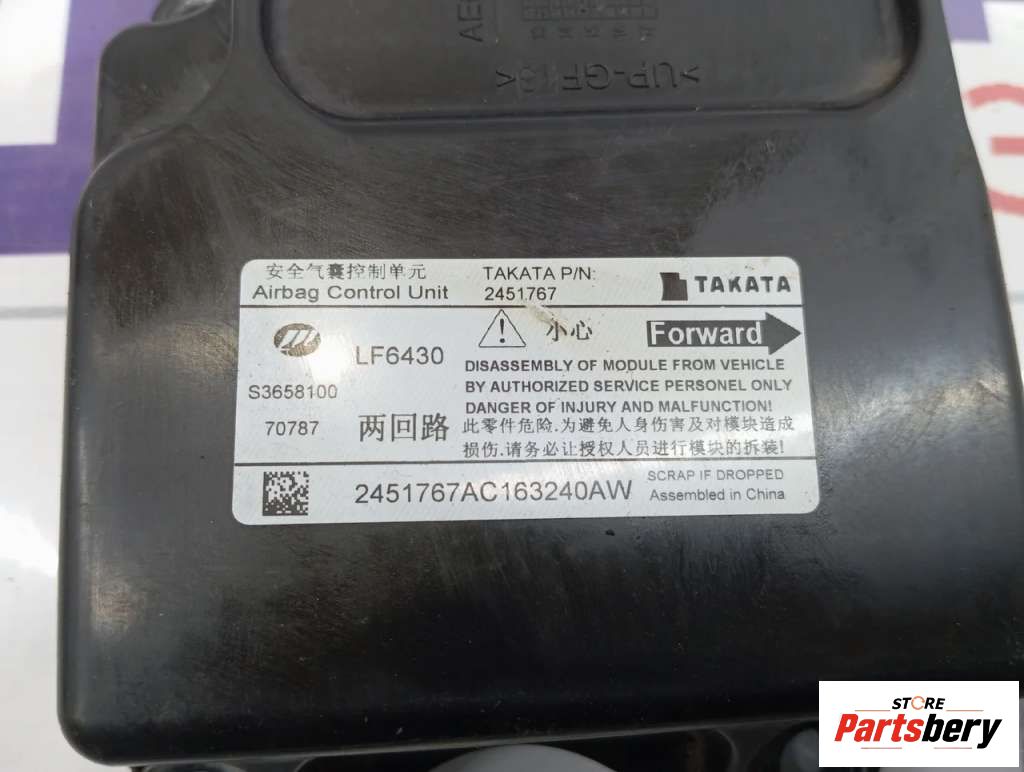 >UP-GF15<
安全气囊控制单元
Airbag Control Unit
TAKATA P/N:
2451767
TAKATA
LF6430
S3658100
70787
两回路
小心
Forward
DISASSEMBLY OF MODULE FROM VEHICLE
BY AUTHORIZED SERVICE PERSONEL ONLY
DANGER OF INJURY AND MALFUNCTION!
此零件危险.为避免人身伤害及对模块造成
损伤.请务必让授权人员进行模块的拆装!
2451767AC163240AW
SCRAP IF DROPPED
Assembled in China
STORE
Partsbery